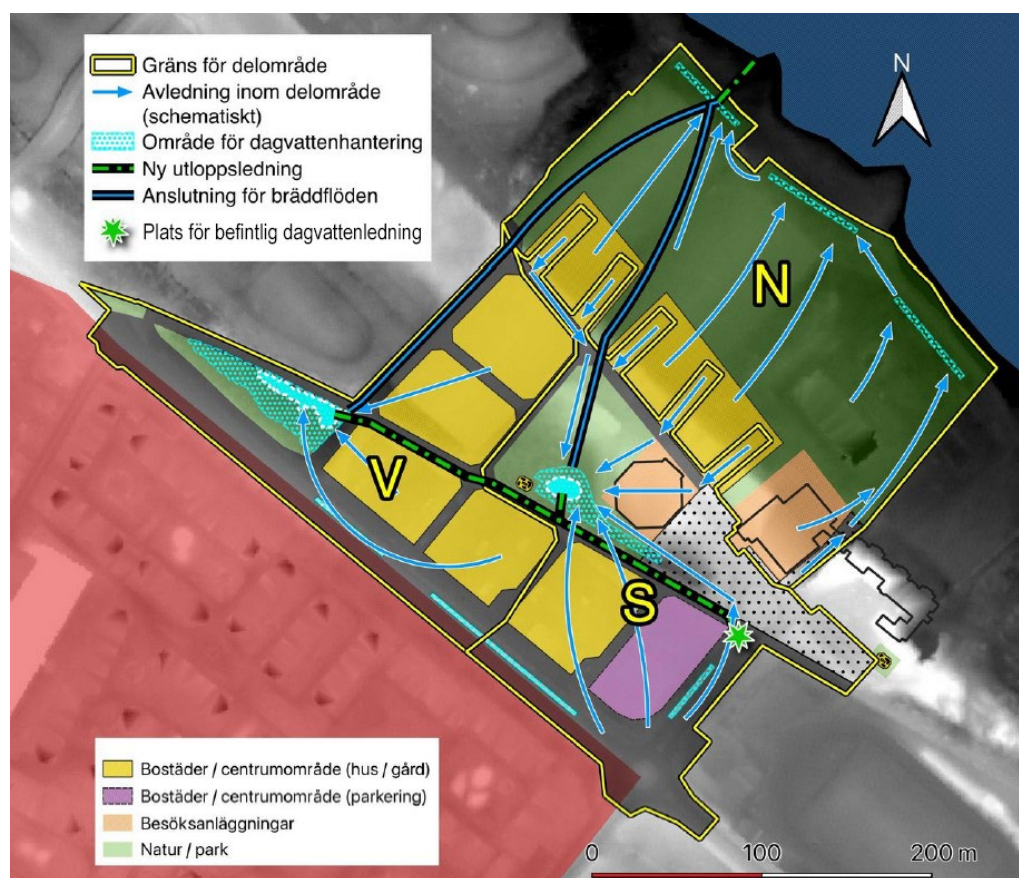 Gräns för delområde
Avledning inom delområde
(schematiskt)
Område för dagvattenhantering
Ny utloppsledning
Anslutning för bräddflöden
Plats för befintlig dagvattenledning
N
N
V
S
Bostäder / centrumområde (hus / gård)
Bostäder / centrumområde (parkering)
Besöksanläggningar
Natur / park
0
100
200 m